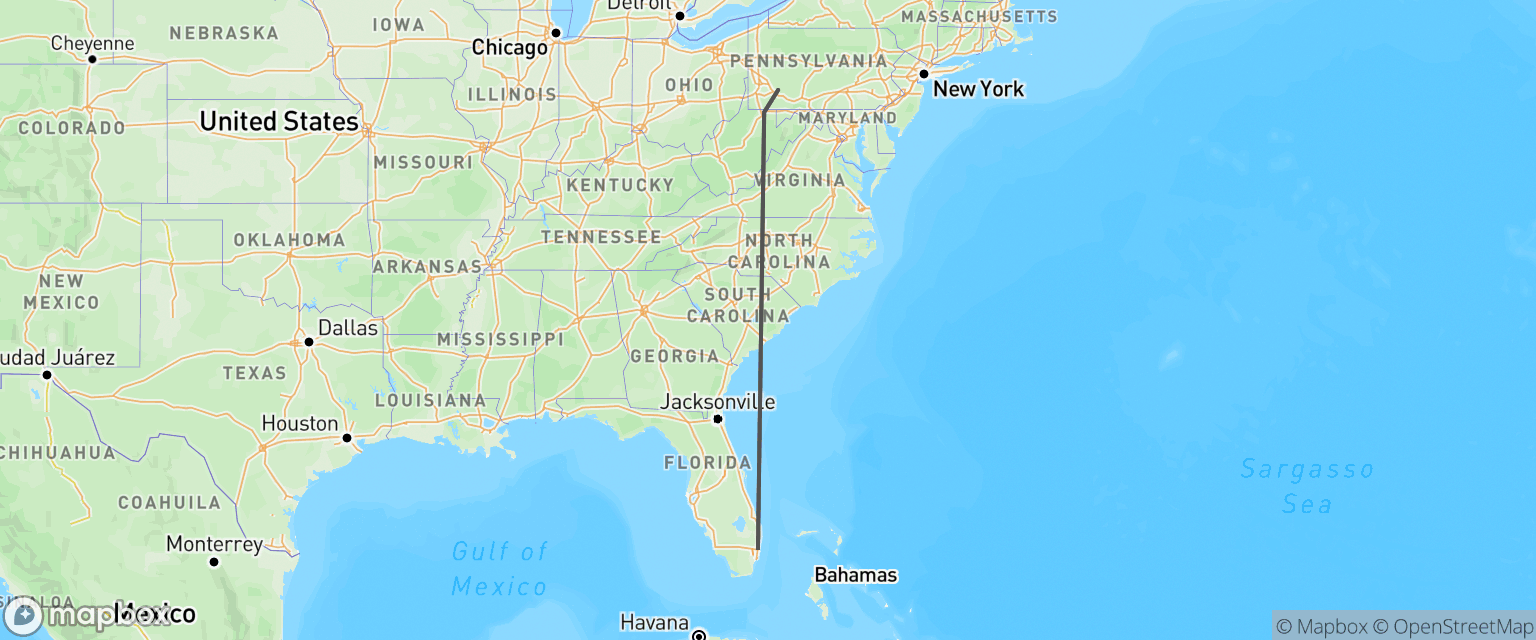 Detroit
MASSACHUSETTS
NEBRASKA
IOWA
Cheyenne
Chicago
PENNSYLVANIA
OHIO
ILLINOIS
New York
United States
COLORADO
MARYLAND
MISSOURI
KENTUCKY
VIRGINIA
OKLAHOMA
TENNESSEE
NORTH
CAROLINA
ARKANSAS
NEW
MEXICO
SOUTH
CAROLINA
Dallas
MISSISSIPPI
udad Juárez
GEORGIA
TEXAS
LOUISIANA
Jacksonville
Houston
CHIHUAHUA
FLORIDA
Sargasso
Sea
COAHUILA
Monterrey
Gulf of
Mexico
Bahamas
SINALOA
Mexico
mapbox
Havana
© Mapbox © OpenStreetMap